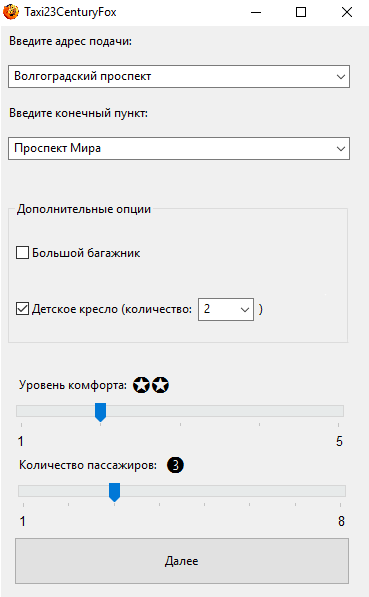 Taxi23CenturyFox
Введите адрес подачи:
Волгоградский проспект
Введите конечный пункт:
Проспект Мира
Дополнительные опции
Большой багажник
Детское кресло (количество: 2 )
Уровень комфорта: ✪✪
1 5
Количество пассажиров: ❸
1 8
Далее